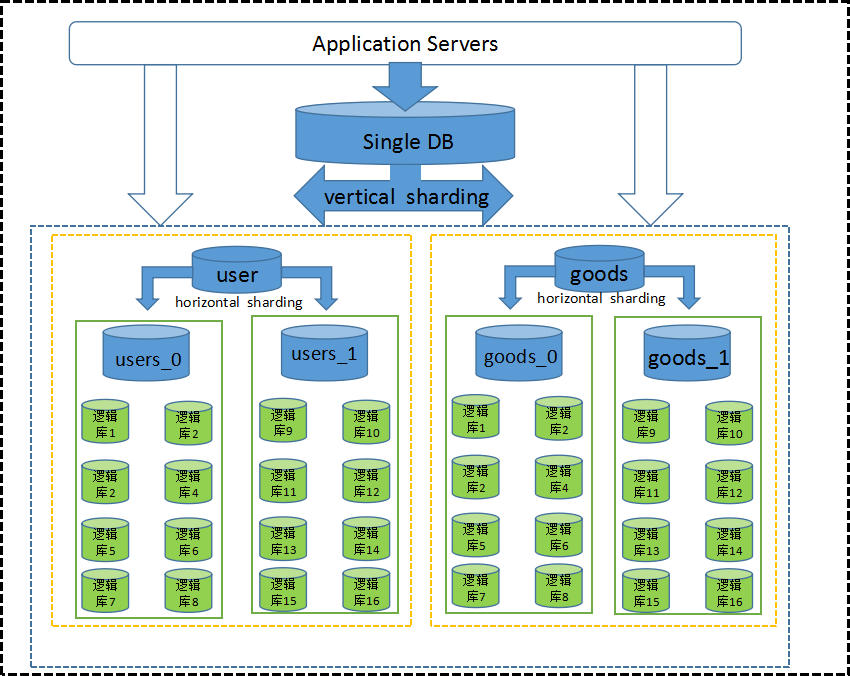 Application Servers
Single DB
vertical sharding
user
horizontal sharding
goods
horizontal sharding
users_0
逻辑
库1
逻辑
库2
逻辑
库2
逻辑
库4
逻辑
库5
逻辑
库6
逻辑
库7
逻辑
库8
users_1
逻辑
库9
逻辑
库10
逻辑
库11
逻辑
库12
逻辑
库13
逻辑
库14
逻辑
库15
逻辑
库16
goods_0
逻辑
库1
逻辑
库2
逻辑
库2
逻辑
库4
逻辑
库5
逻辑
库6
逻辑
库7
逻辑
库8
goods_1
逻辑
库9
逻辑
库10
逻辑
库11
逻辑
库12
逻辑
库13
逻辑
库14
逻辑
库15
逻辑
库16